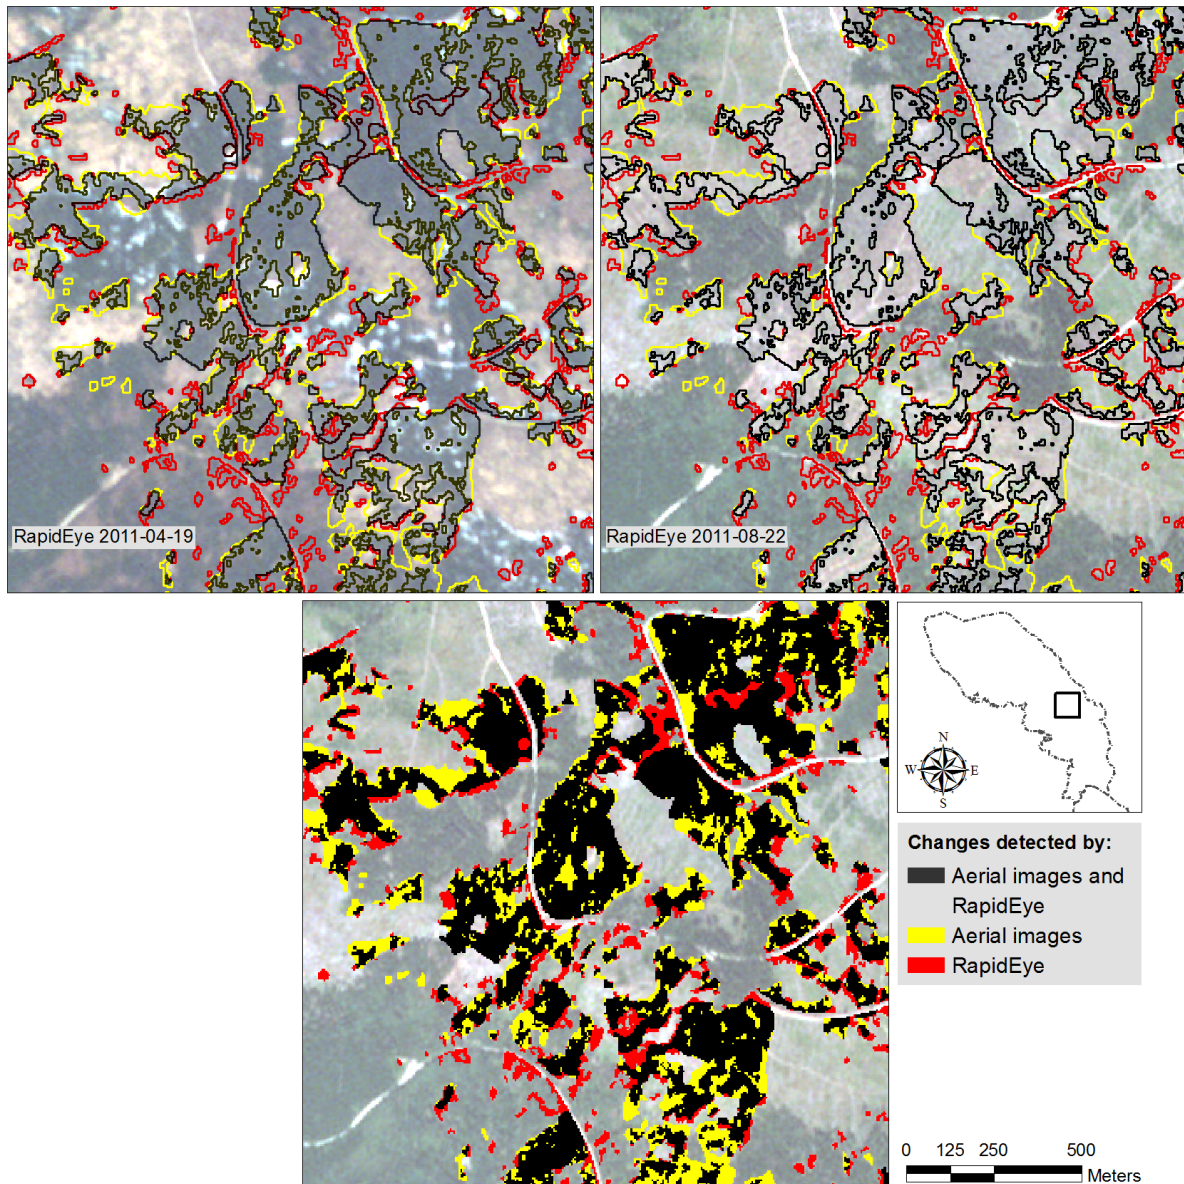 RapidEye 2011-04-19
RapidEye 2011-08-22
N
W E
S
Changes detected by:
Aerial images and
RapidEye
Aerial images
RapidEye
0 125 250 500
Meters